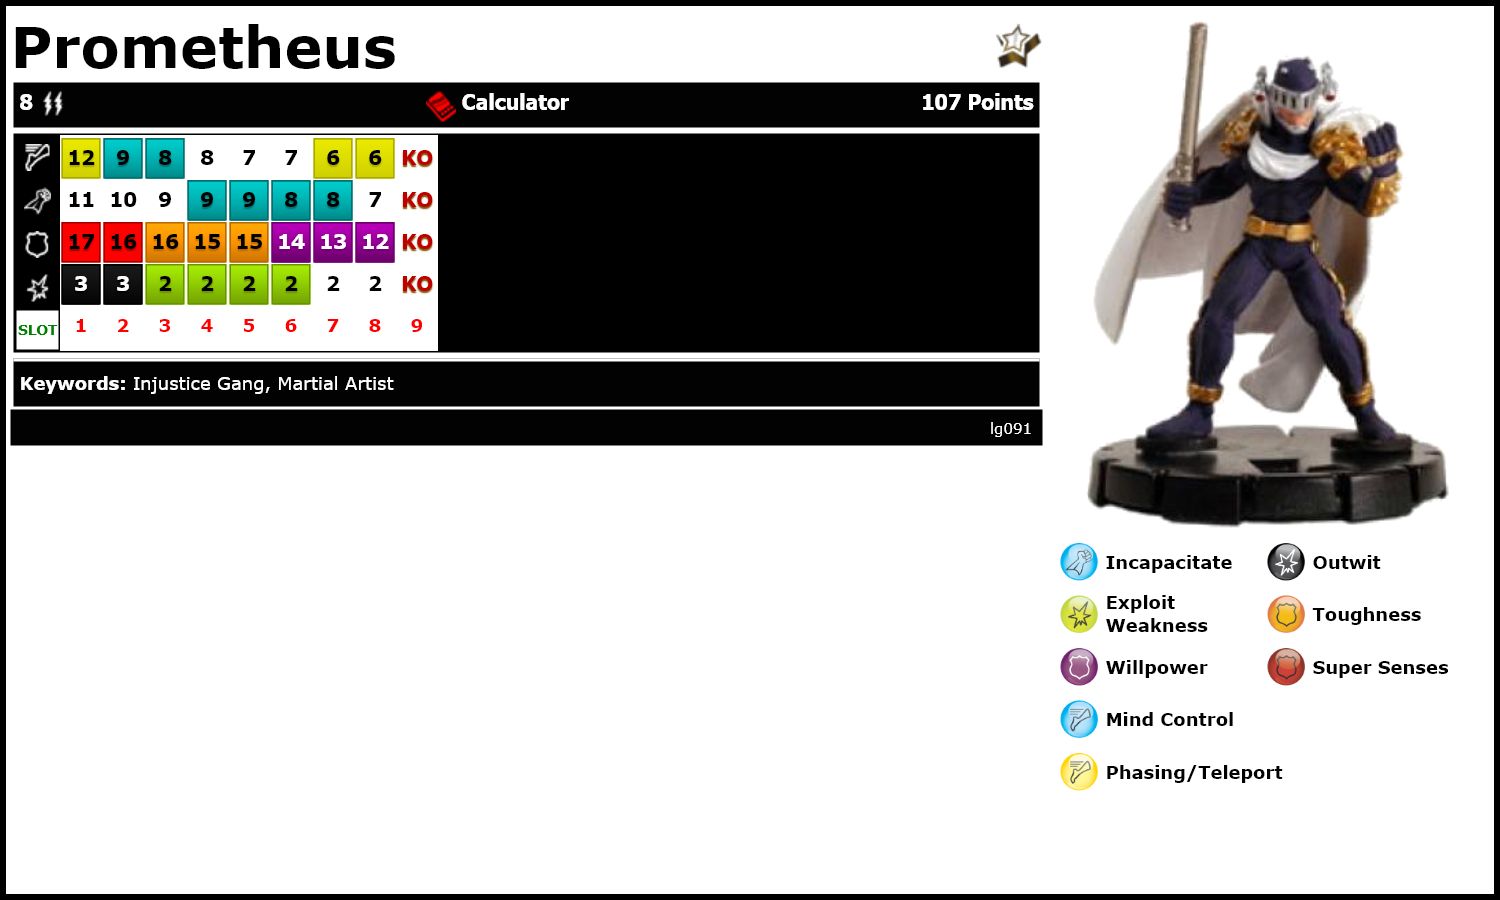 Prometheus
8 Calculator 107 Points
12 9 8 8 7 7 6 6 KO
11 10 9 9 9 8 8 7 KO
17 16 16 15 15 14 13 12 KO
3 3 2 2 2 2 2 2 KO
SLOT 1 2 3 4 5 6 7 8 9
Keywords: Injustice Gang, Martial Artist
lg091
Incapacitate Outwit
Exploit
Weakness
Toughness
Willpower Super Senses
Mind Control
Phasing/Teleport